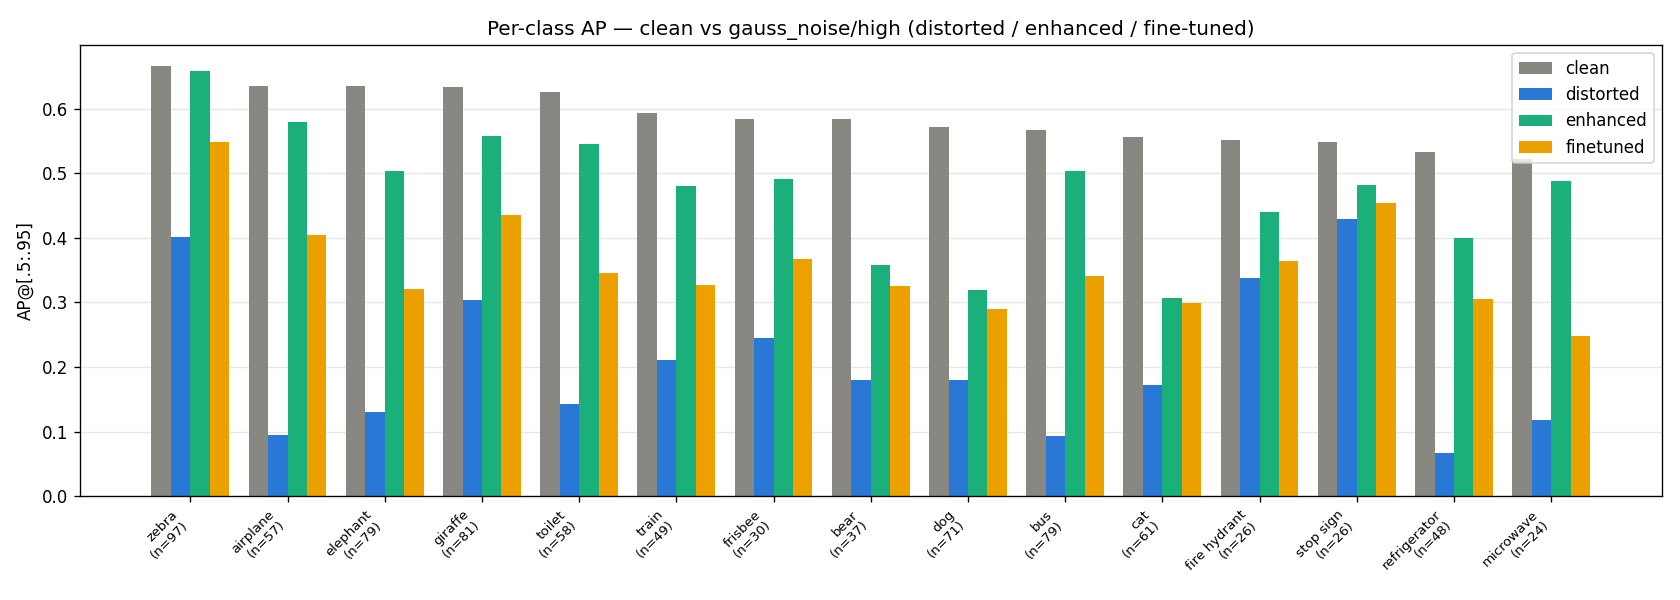 Per-class AP — clean vs gauss_noise/high (distorted / enhanced / fine-tuned)
clean
distorted
enhanced
finetuned
AP@[.5:.95]
0.6
0.5
0.4
0.3
0.2
0.1
0.0
zebra
(n=97)
airplane
(n=57)
elephant
(n=79)
giraffe
(n=81)
toilet
(n=58)
train
(n=49)
frisbee
(n=30)
bear
(n=37)
dog
(n=71)
bus
(n=79)
cat
(n=61)
fire hydrant
(n=26)
stop sign
(n=26)
refrigerator
(n=48)
microwave
(n=24)